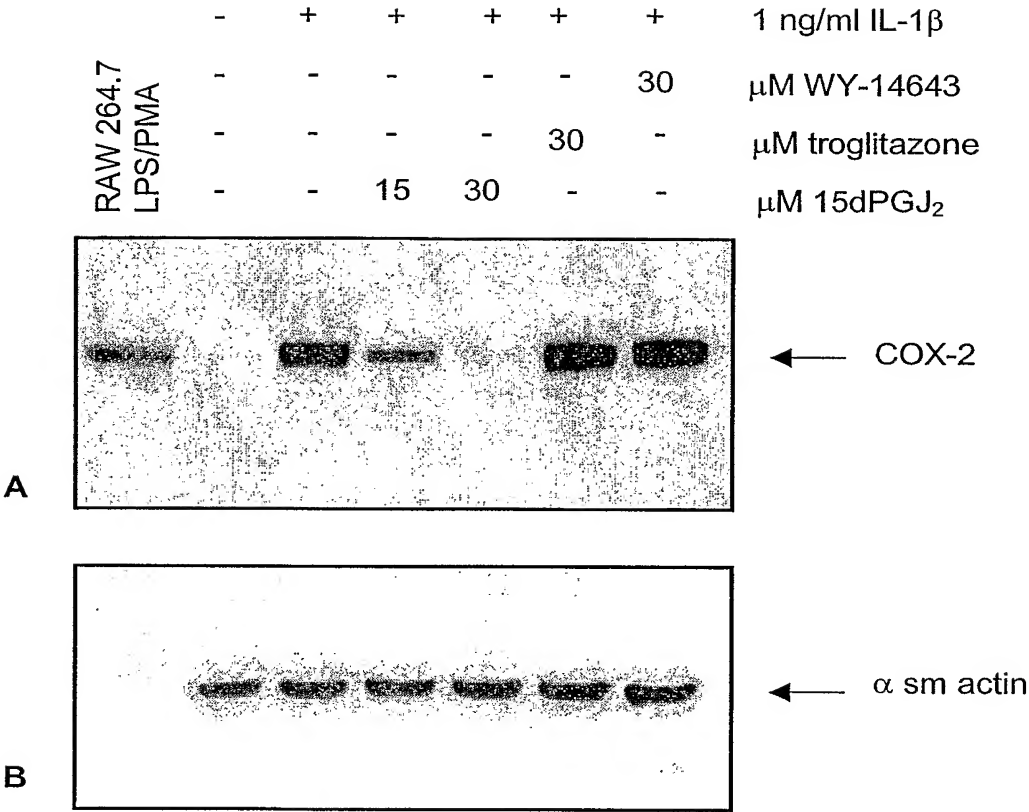 - + + + + + 1 ng/ml IL-1β
- - - - - 30 μM WY-14643
- - - - 30 - μM troglitazone
- - 15 30 - - μM 15dPGJ₂
RAW 264.7
LPS/PMA
COX-2
A
α sm actin
B